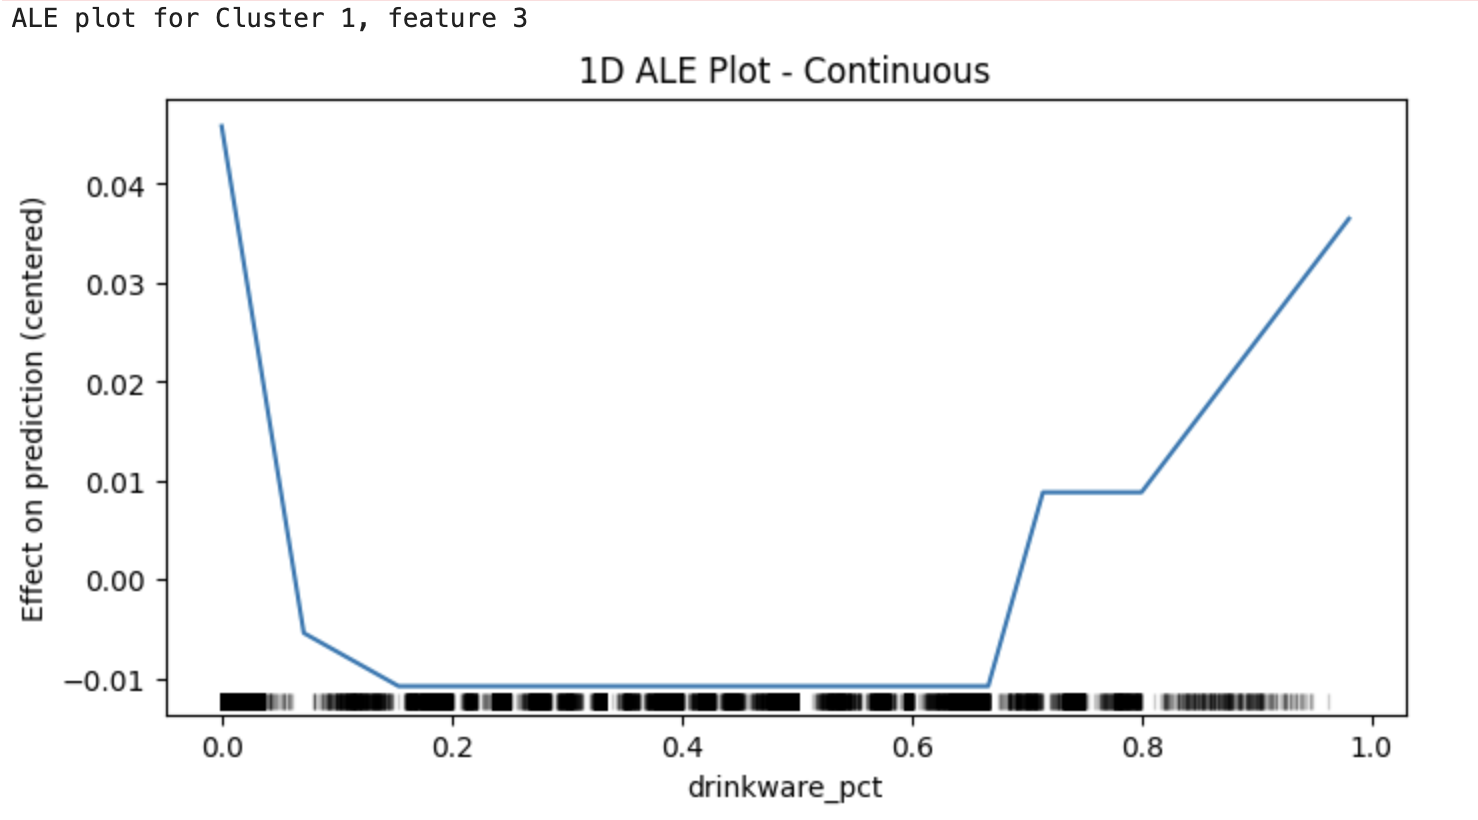 ALE plot for Cluster 1, feature 3
1D ALE Plot - Continuous
Effect on prediction (centered)
0.04
0.03
0.02
0.01
0.00
−0.01
0.0 0.2 0.4 0.6 0.8 1.0
drinkware_pct